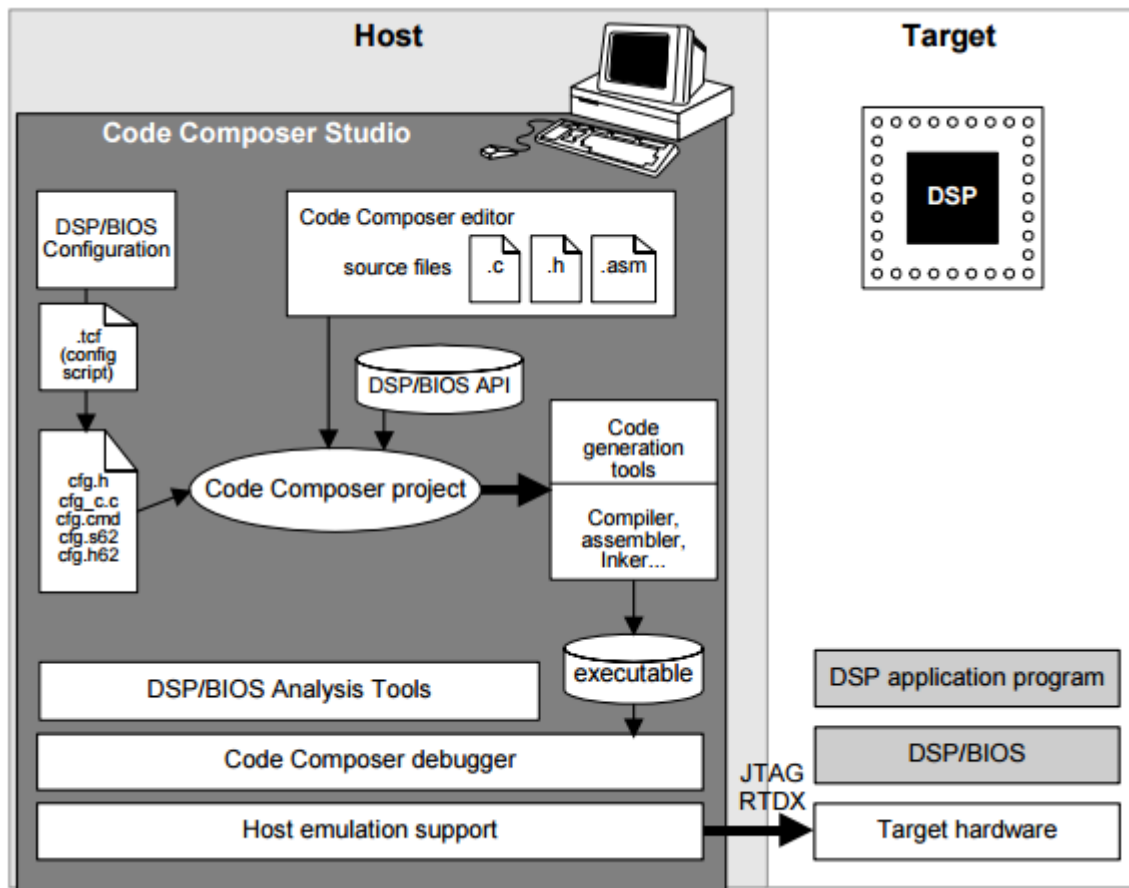 Host
Target
Code Composer Studio
DSP/BIOS
Configuration
Code Composer editor
source files
.c
.h
.asm
DSP
.tcf
(config
script)
DSP/BIOS API
Code
generation
tools
cfg.h
cfg_c.c
cfg.cmd
cfg.s62
cfg.h62
Code Composer project
Compiler,
assembler,
linker...
executable
DSP/BIOS Analysis Tools
DSP application program
Code Composer debugger
DSP/BIOS
JTAG
RTDX
Host emulation support
Target hardware